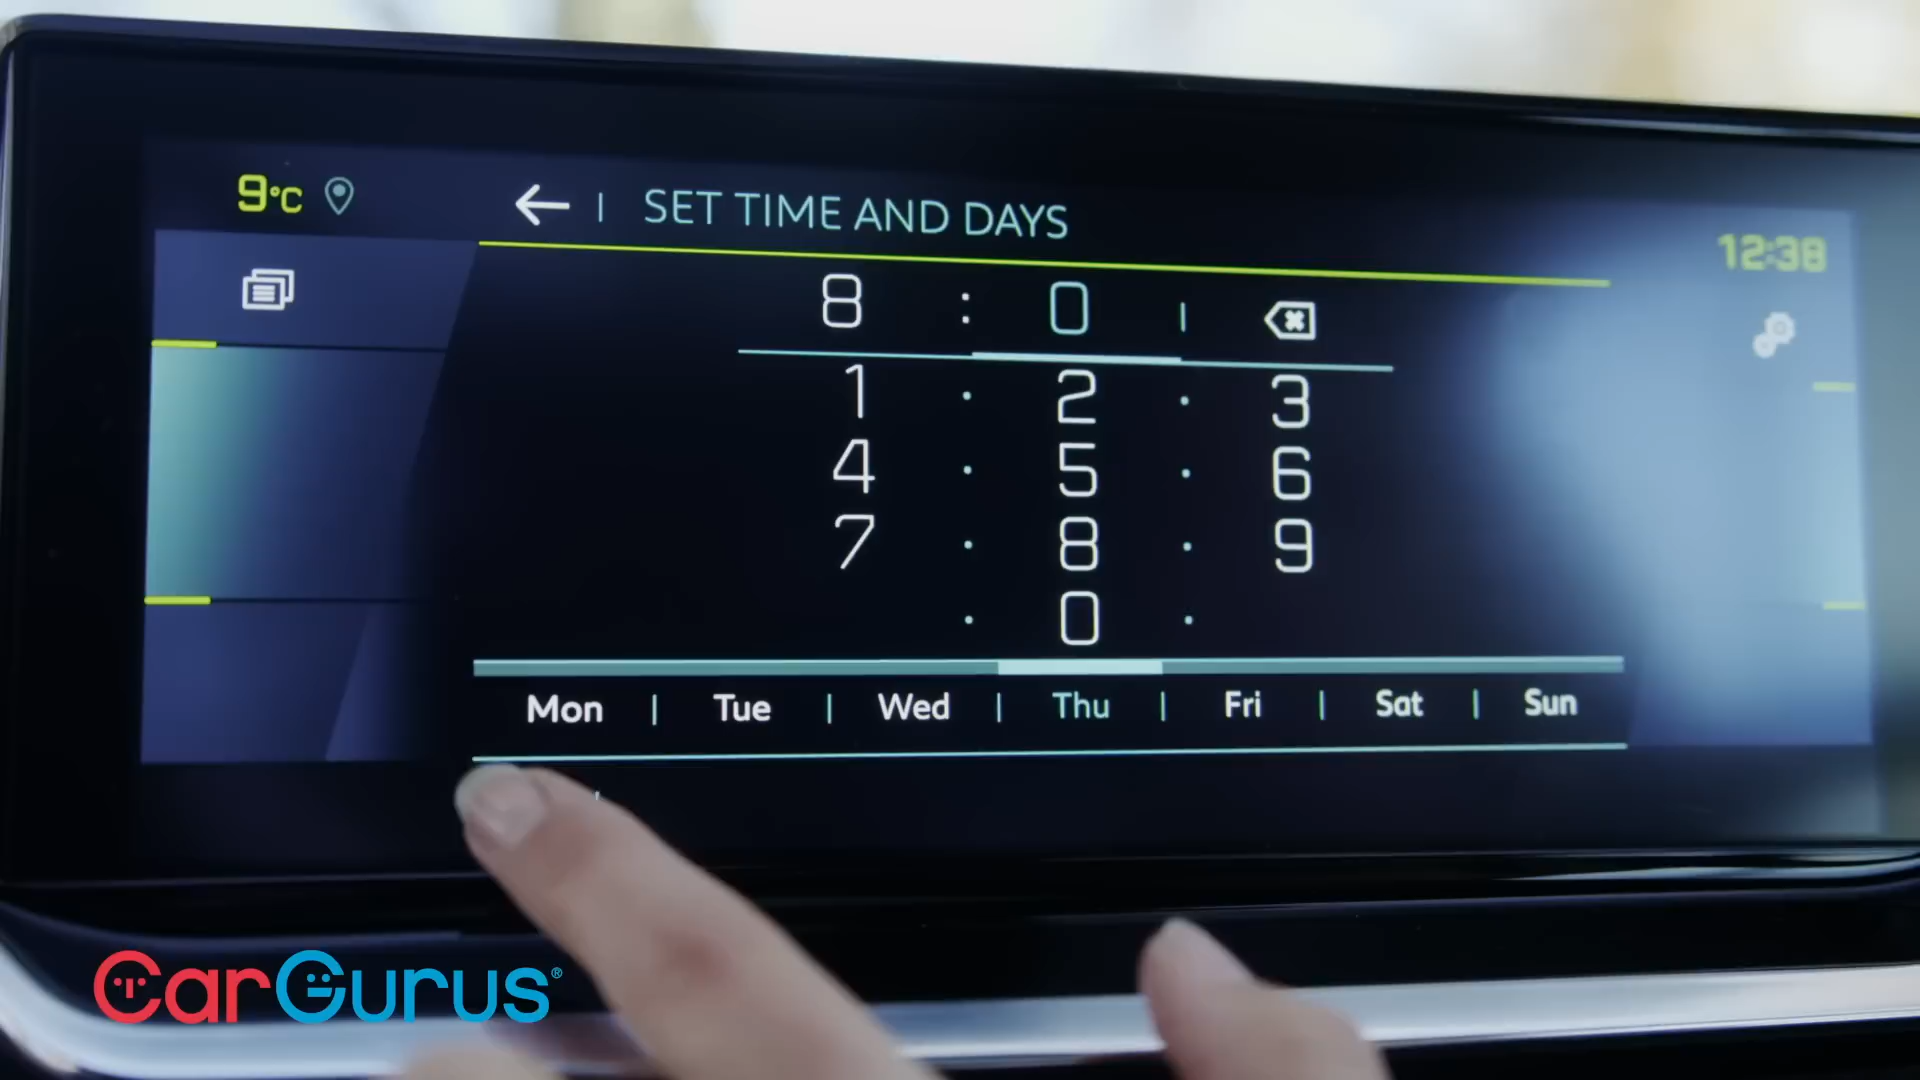 9°C
← | SET TIME AND DAYS
12:38
8 : 0 |
1 · 2 · 3
4 · 5 · 6
7 · 8 · 9
· 0 ·
Mon | Tue | Wed | Thu | Fri | Sat | Sun
CarGurus®